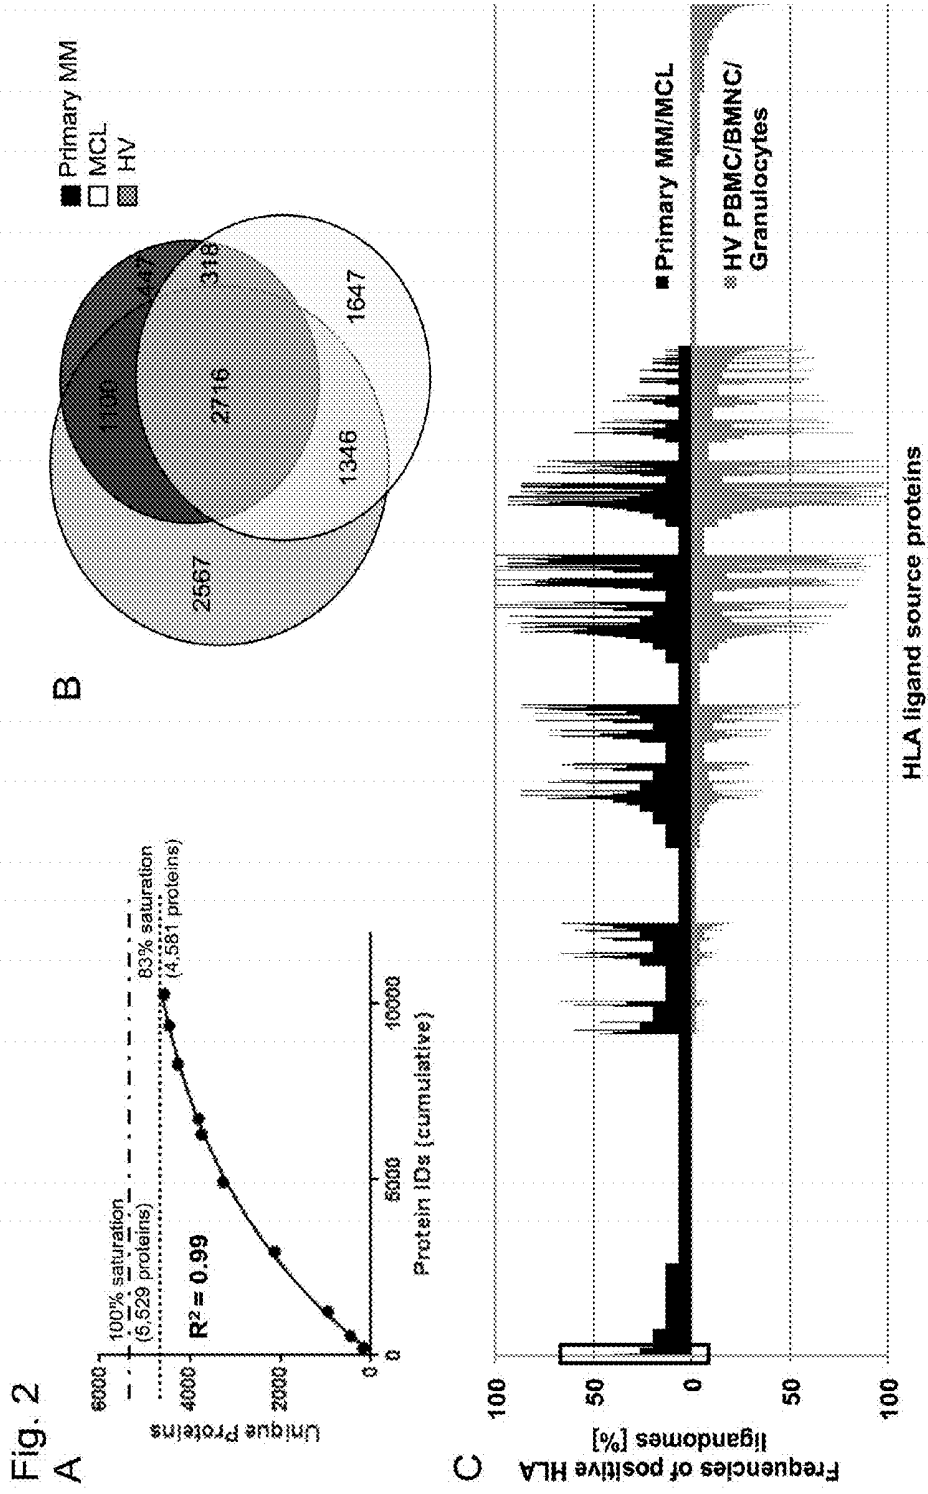 Fig. 2
A
6000
4000
2000
0
Unique Proteins
0
5000
10000
Protein IDs (cumulative)
100% saturation
(5,529 proteins)
83% saturation
(4,581 proteins)
R² = 0.99
B
Primary MM
MCL
HV
2567
1100
447
318
2716
1346
1647
C
100
50
0
50
100
Frequencies of positive HLA
ligandomes [%]
Primary MM/MCL
HV PBMC/BMNC/
Granulocytes
HLA ligand source proteins